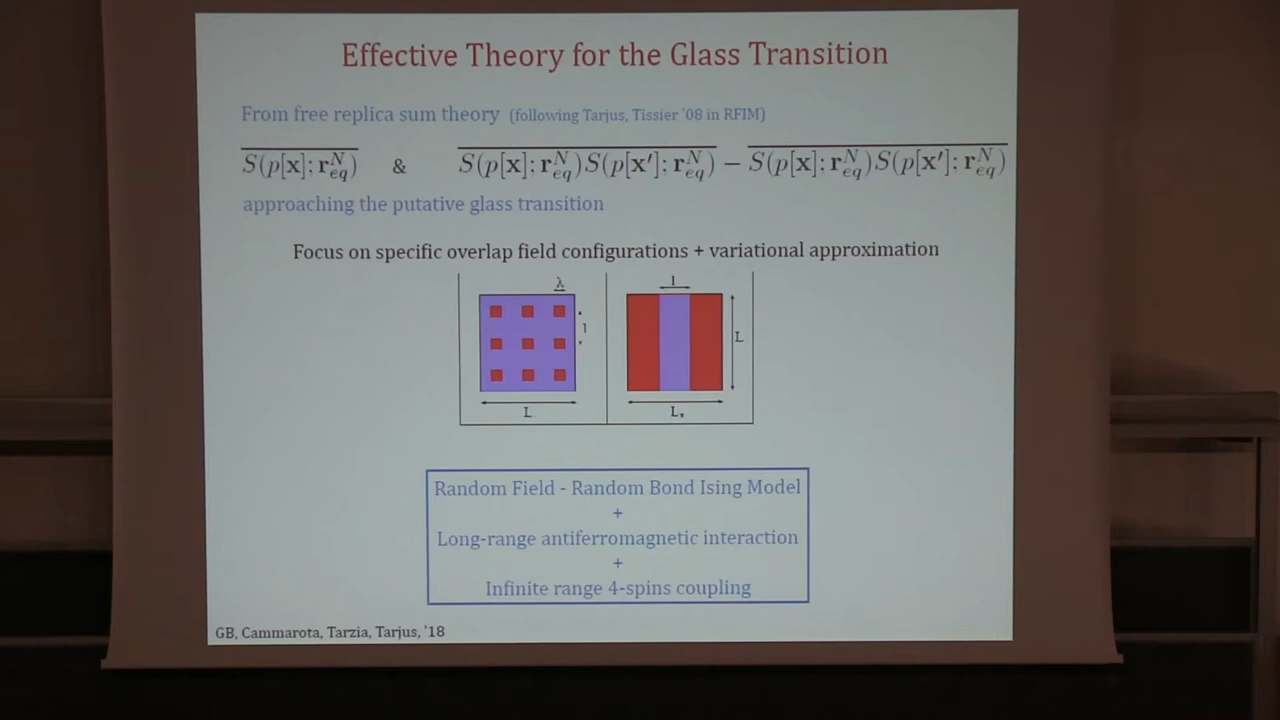 Effective Theory for the Glass Transition
From free replica sum theory (following Tarjus, Tissier '08 in RFIM)
S(p[x]; r_eq^N) & S(p[x]; r_eq^N)S(p[x′]; r_eq^N) − S(p[x]; r_eq^N)S(p[x′]; r_eq^N)
approaching the putative glass transition
Focus on specific overlap field configurations + variational approximation
λ
l
l
L
L
L
Random Field - Random Bond Ising Model
+
Long-range antiferromagnetic interaction
+
Infinite range 4-spins coupling
GB, Cammarota, Tarzia, Tarjus, '18